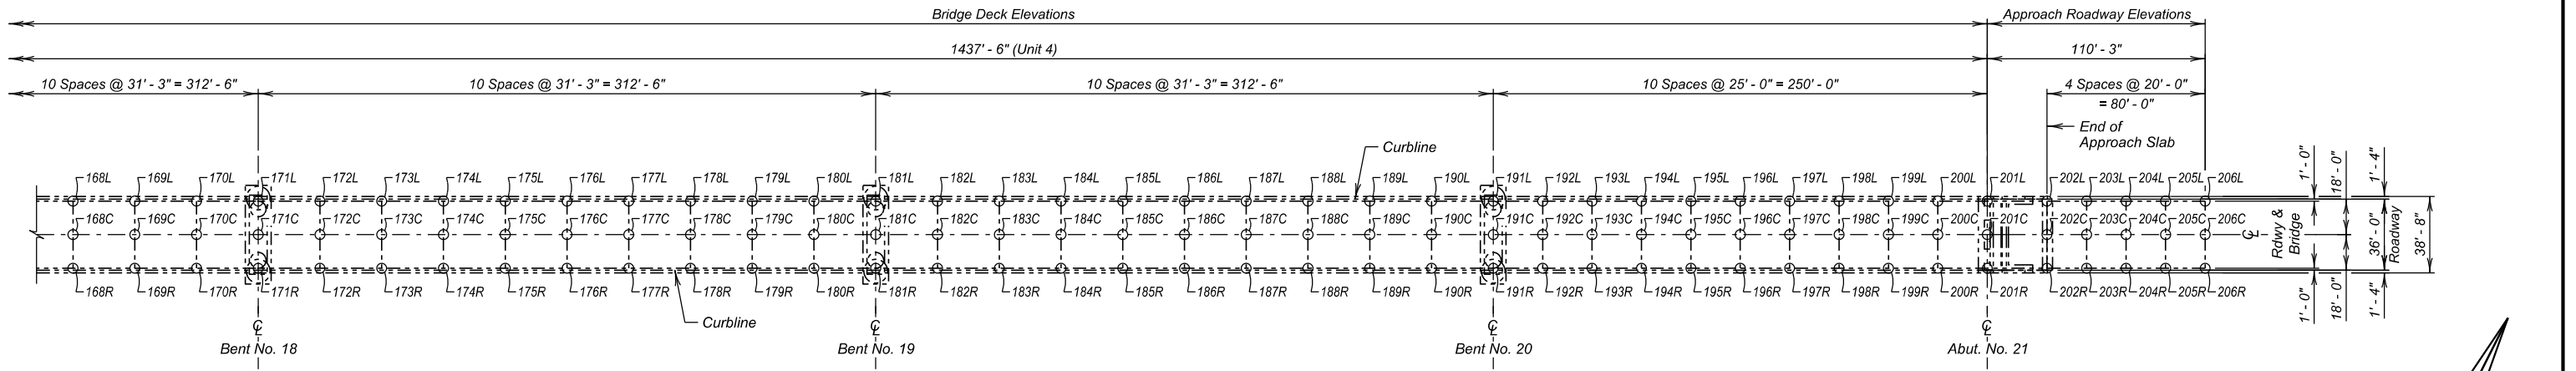 Bridge Deck Elevations
Approach Roadway Elevations
1437' - 6" (Unit 4)
110' - 3"
10 Spaces @ 31' - 3" = 312' - 6"
10 Spaces @ 31' - 3" = 312' - 6"
10 Spaces @ 31' - 3" = 312' - 6"
10 Spaces @ 25' - 0" = 250' - 0"
4 Spaces @ 20' - 0"
= 80' - 0"
End of
Approach Slab
Curbline
168L 169L 170L 171L 172L 173L 174L 175L 176L 177L 178L 179L 180L 181L 182L 183L 184L 185L 186L 187L 188L 189L 190L 191L 192L 193L 194L 195L 196L 197L 198L 199L 200L 201L 202L 203L 204L 205L 206L
168C 169C 170C 171C 172C 173C 174C 175C 176C 177C 178C 179C 180C 181C 182C 183C 184C 185C 186C 187C 188C 189C 190C 191C 192C 193C 194C 195C 196C 197C 198C 199C 200C 201C 202C 203C 204C 205C 206C
168R 169R 170R 171R 172R 173R 174R 175R 176R 177R 178R 179R 180R 181R 182R 183R 184R 185R 186R 187R 188R 189R 190R 191R 192R 193R 194R 195R 196R 197R 198R 199R 200R 201R 202R 203R 204R 205R 206R
℄
Rdwy &
Bridge
1' - 0"
1' - 0"
18' - 0"
18' - 0"
1' - 4"
36' - 0"
Roadway
1' - 4"
38' - 8"
Curbline
℄
Bent No. 18
℄
Bent No. 19
℄
Bent No. 20
℄
Abut. No. 21